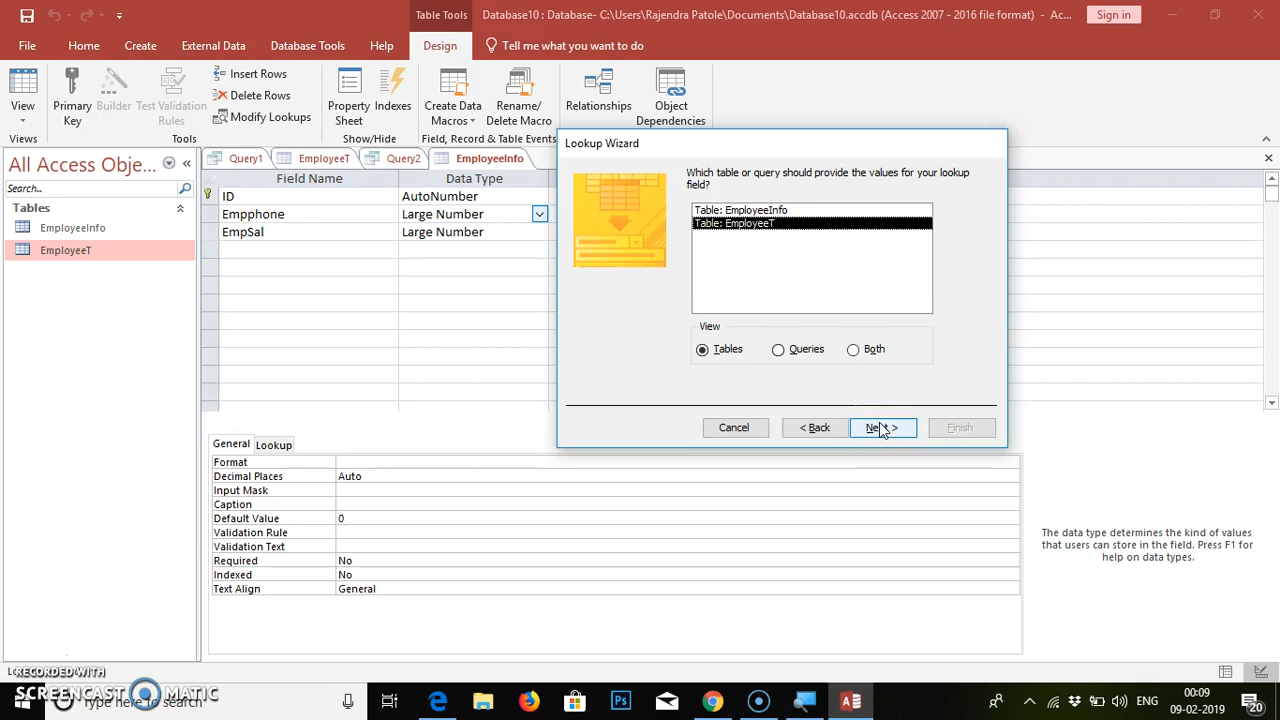 Table Tools
Database10 : Database- C:\Users\Rajendra Patole\Documents\Database10.accdb (Access 2007 - 2016 file format) - Ac...
Sign in
File
Home
Create
External Data
Database Tools
Help
Design
Tell me what you want to do
View
Primary Key
Builder
Test Validation Rules
Insert Rows
Delete Rows
Modify Lookups
Property Sheet
Indexes
Create Data Macros
Rename/ Delete Macro
Relationships
Object Dependencies
Views
Tools
Show/Hide
Field, Record & Table Events
All Access Obje...
Search...
Tables
EmployeeInfo
EmployeeT
Query1
EmployeeT
Query2
EmployeeInfo
Field Name
Data Type
ID
AutoNumber
Empphone
Large Number
EmpSal
Large Number
Lookup Wizard
Which table or query should provide the values for your lookup
field?
Table: EmployeeInfo
Table: EmployeeT
View
Tables
Queries
Both
Cancel
< Back
Finish
General
Lookup
Format
Decimal Places
Auto
Input Mask
Caption
Default Value
0
Validation Rule
Validation Text
Required
No
Indexed
No
Text Align
General
The data type determines the kind of values
that users can store in the field. Press F1 for
help on data types.
RECORDED WITH
SCREENCAST MATIC
Type here to search
ENG
00:09
09-02-2019
20